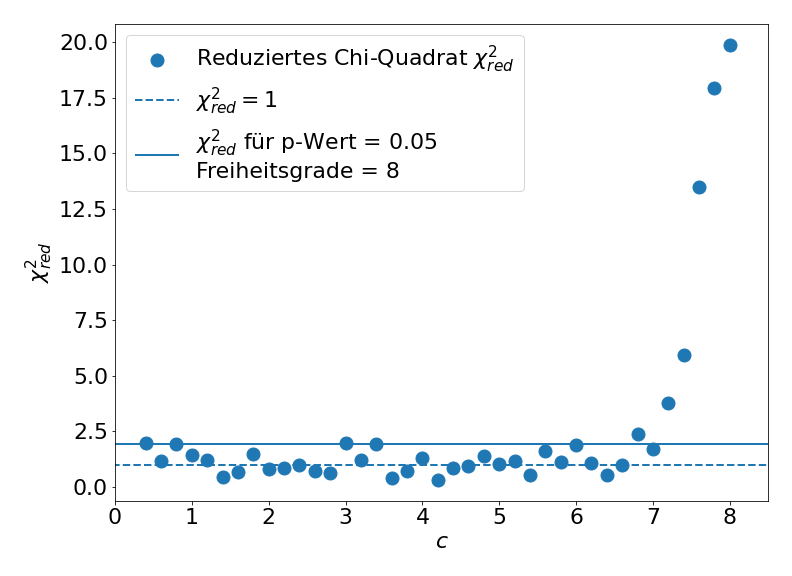 20.0
17.5
15.0
12.5
10.0
7.5
5.0
2.5
0.0
χ²red
Reduziertes Chi-Quadrat χ²red
χ²red = 1
χ²red für p-Wert = 0.05
Freiheitsgrade = 8
0 1 2 3 4 5 6 7 8
c